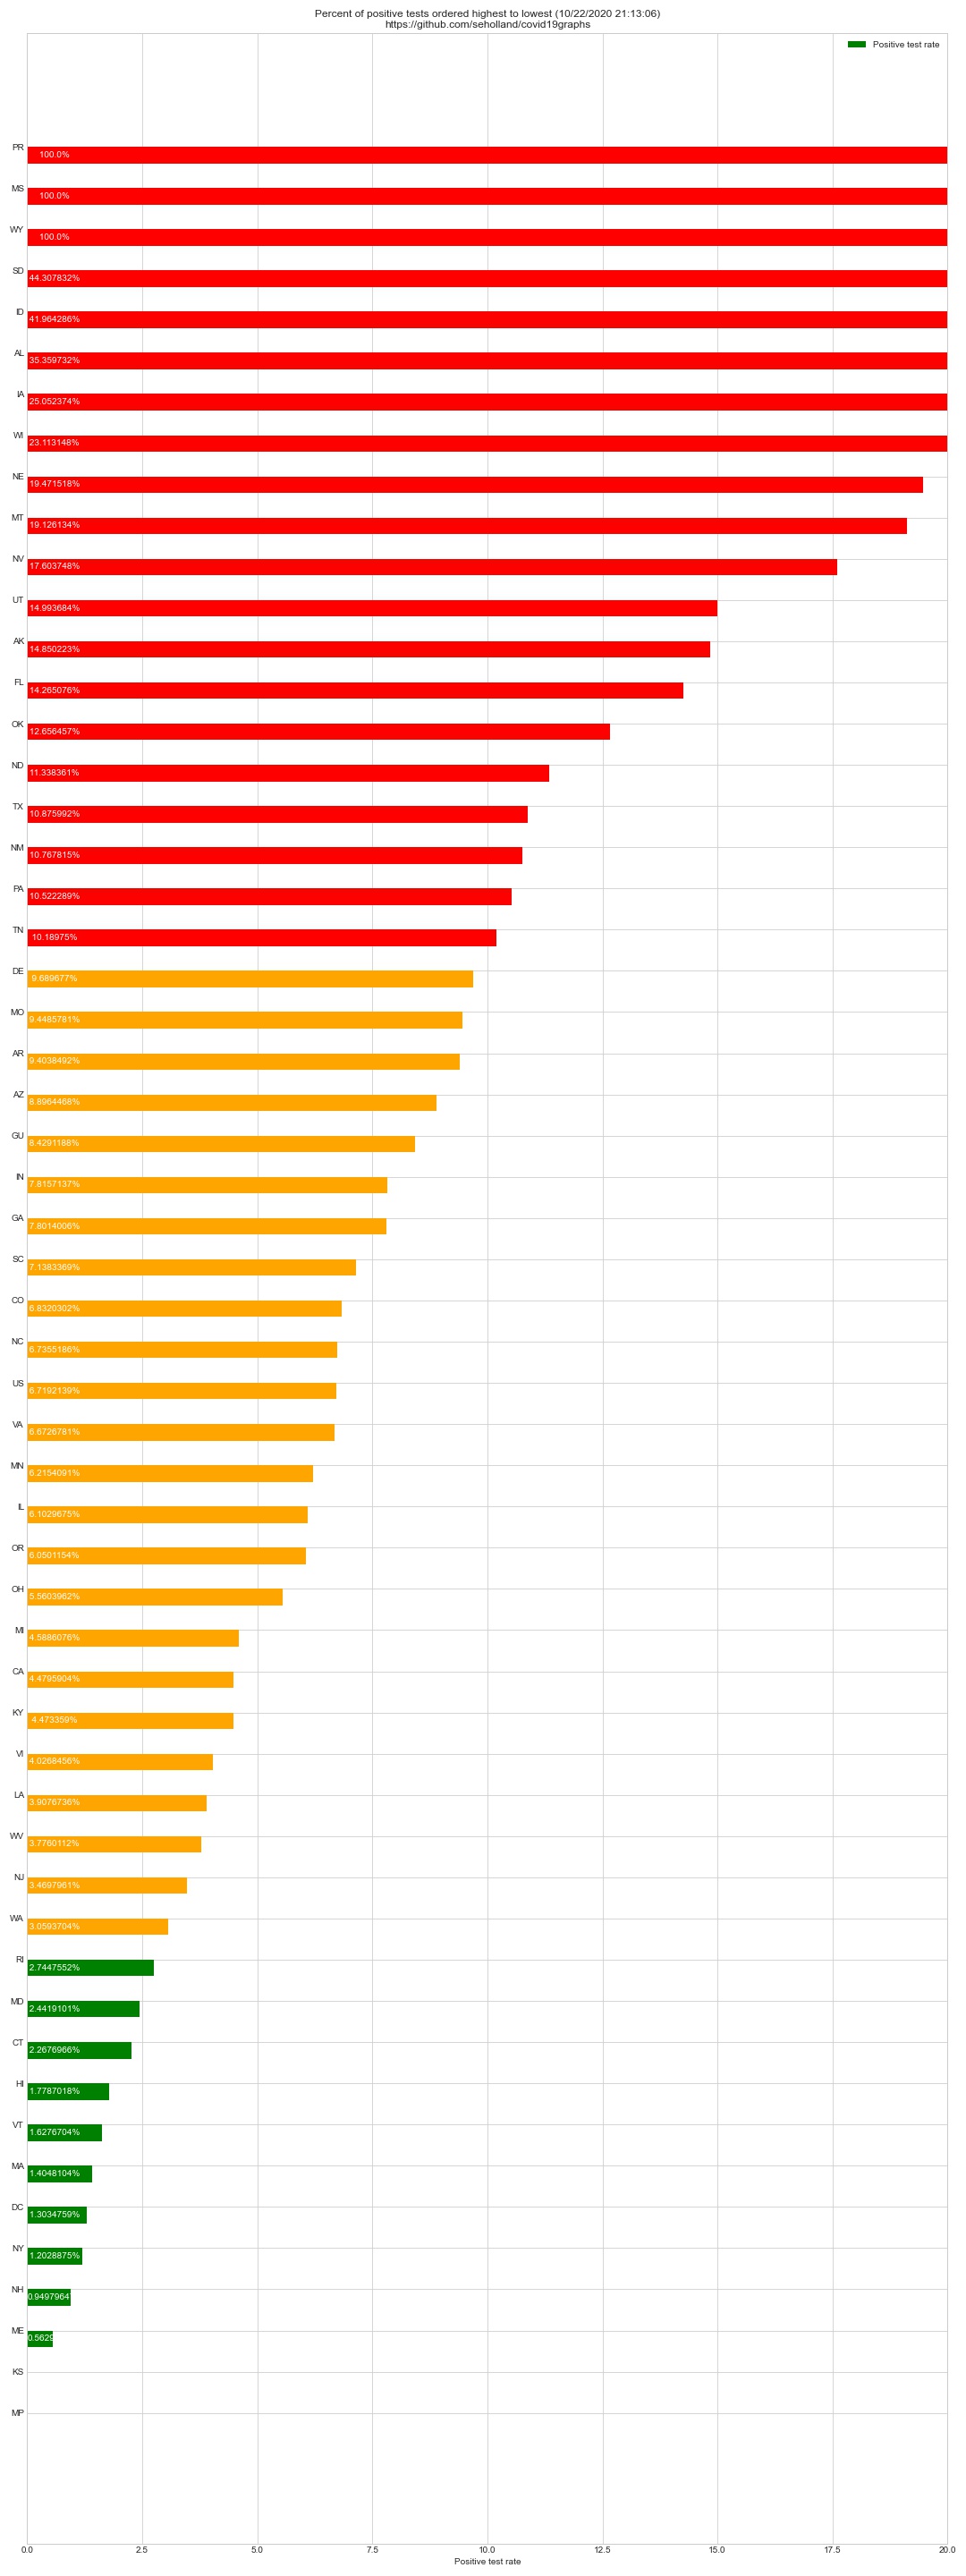 Percent of positive tests ordered highest to lowest (10/22/2020 21:13:06)
https://github.com/seholland/covid19graphs
Positive test rate
PR 100.0%
MS 100.0%
WY 100.0%
SD 44.307832%
ID 41.964286%
AL 35.359732%
IA 25.052374%
WI 23.113148%
NE 19.471518%
MT 19.126134%
NV 17.603748%
UT 14.993684%
AK 14.850223%
FL 14.265076%
OK 12.656457%
ND 11.338361%
TX 10.875992%
NM 10.767815%
PA 10.522289%
TN 10.18975%
DE 9.689677%
MO 9.4485781%
AR 9.4038492%
AZ 8.8964468%
GU 8.4291188%
IN 7.8157137%
GA 7.8014006%
SC 7.1383369%
CO 6.8320302%
NC 6.7355186%
US 6.7192139%
VA 6.6726781%
MN 6.2154091%
IL 6.1029675%
OR 6.0501154%
OH 5.5603962%
MI 4.5886076%
CA 4.4795904%
KY 4.473359%
VI 4.0268456%
LA 3.9076736%
WV 3.7760112%
NJ 3.4697961%
WA 3.0593704%
RI 2.7447552%
MD 2.4419101%
CT 2.2676966%
HI 1.7787018%
VT 1.6276704%
MA 1.4048104%
DC 1.3034759%
NY 1.2028875%
NH 0.9497964
ME 0.5629
KS
MP
0.0 2.5 5.0 7.5 10.0 12.5 15.0 17.5 20.0
Positive test rate